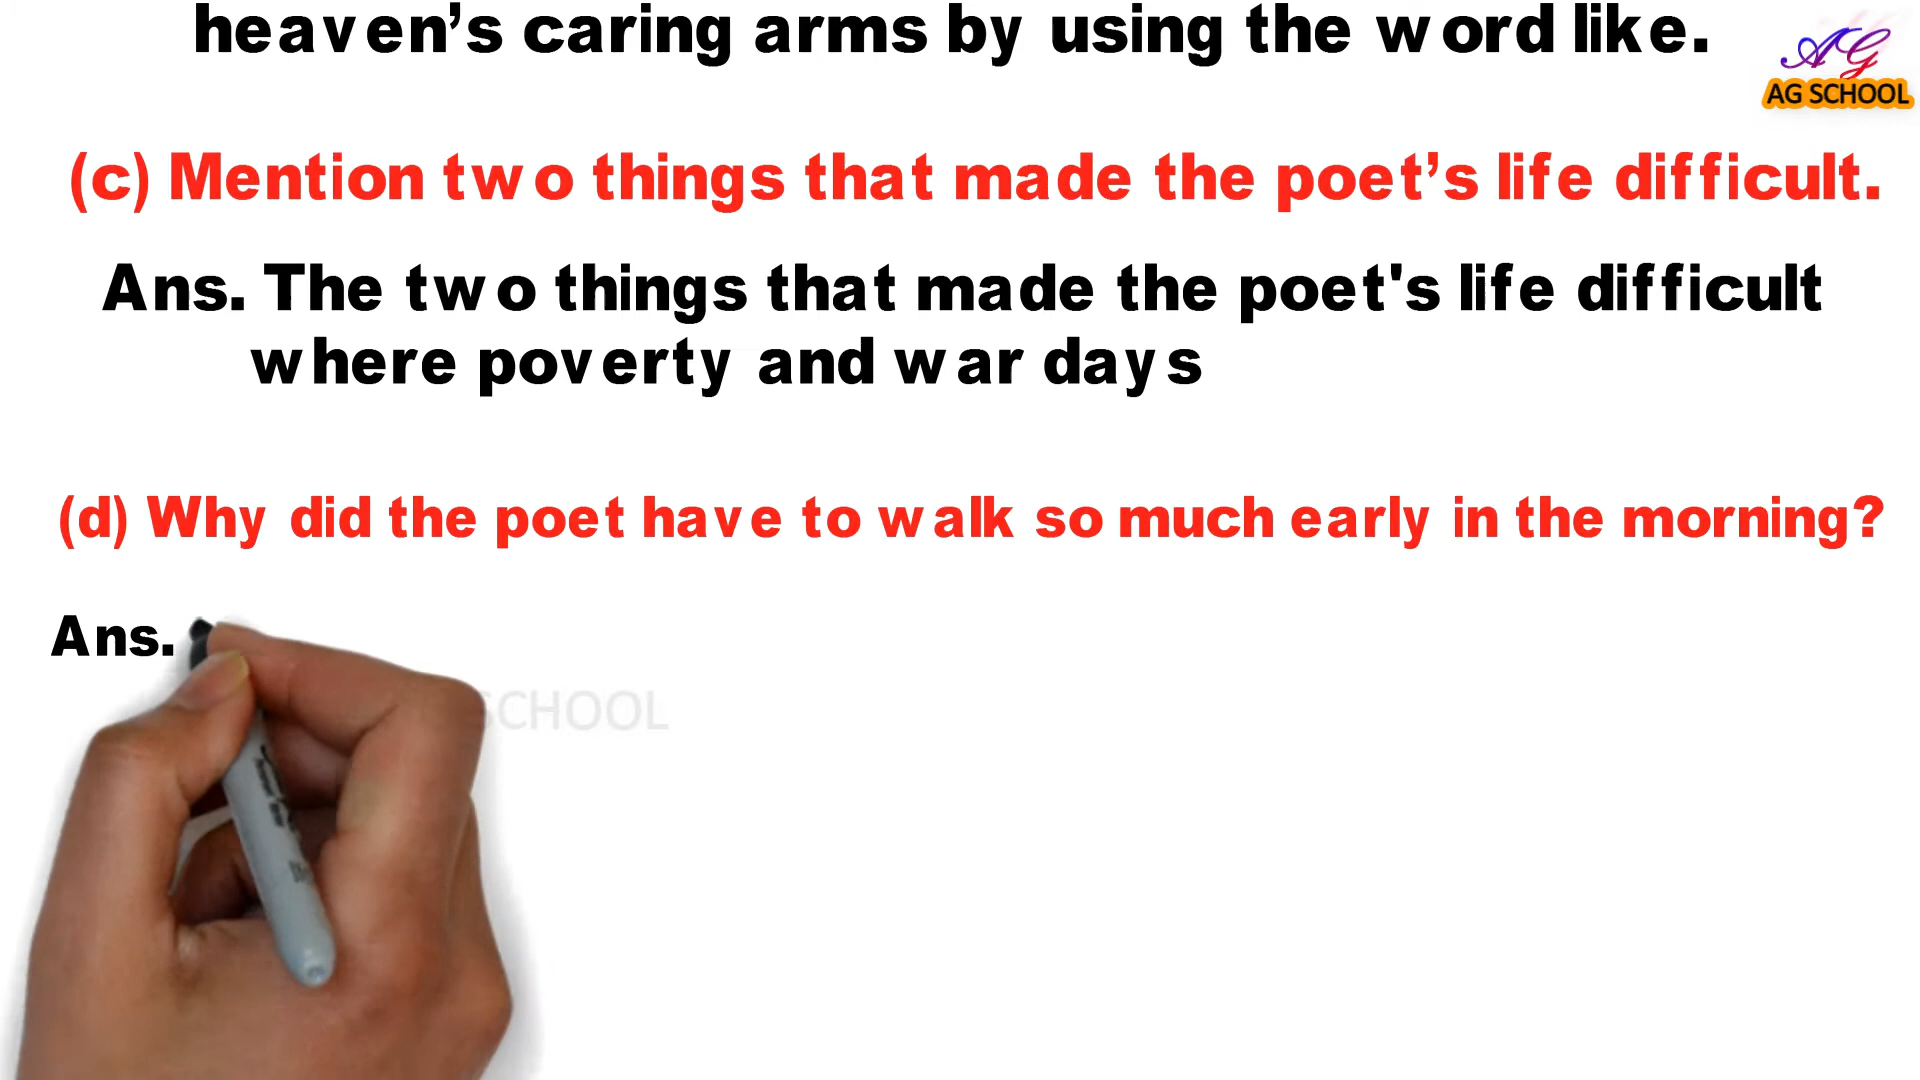 heaven’s caring arms by using the word like.
AG
AG SCHOOL
(c) Mention two things that made the poet’s life difficult.
Ans. The two things that made the poet's life difficult
where poverty and war days
(d) Why did the poet have to walk so much early in the morning?
Ans.
SCHOOL